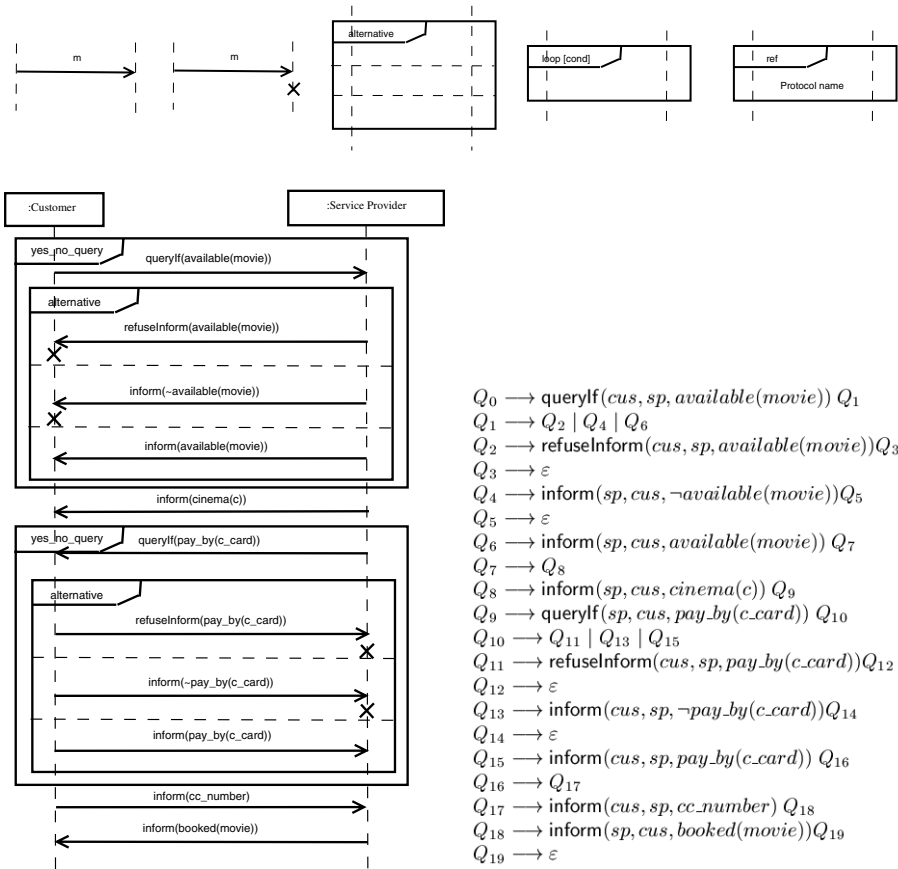 m
m
alternative
loop [cond]
ref
Protocol name
:Customer
:Service Provider
yes_no_query
queryIf(available(movie))
alternative
refuseInform(available(movie))
inform(~available(movie))
inform(available(movie))
inform(cinema(c))
yes_no_query
queryIf(pay_by(c_card))
alternative
refuseInform(pay_by(c_card))
inform(~pay_by(c_card))
inform(pay_by(c_card))
inform(cc_number)
inform(booked(movie))
Q₀ ⟶ queryIf(cus, sp, available(movie)) Q₁
Q₁ ⟶ Q₂ | Q₄ | Q₆
Q₂ ⟶ refuseInform(cus, sp, available(movie))Q₃
Q₃ ⟶ ε
Q₄ ⟶ inform(sp, cus, ¬available(movie))Q₅
Q₅ ⟶ ε
Q₆ ⟶ inform(sp, cus, available(movie)) Q₇
Q₇ ⟶ Q₈
Q₈ ⟶ inform(sp, cus, cinema(c)) Q₉
Q₉ ⟶ queryIf(sp, cus, pay_by(c_card)) Q₁₀
Q₁₀ ⟶ Q₁₁ | Q₁₃ | Q₁₅
Q₁₁ ⟶ refuseInform(cus, sp, pay_by(c_card))Q₁₂
Q₁₂ ⟶ ε
Q₁₃ ⟶ inform(cus, sp, ¬pay_by(c_card))Q₁₄
Q₁₄ ⟶ ε
Q₁₅ ⟶ inform(cus, sp, pay_by(c_card)) Q₁₆
Q₁₆ ⟶ Q₁₇
Q₁₇ ⟶ inform(cus, sp, cc_number) Q₁₈
Q₁₈ ⟶ inform(sp, cus, booked(movie))Q₁₉
Q₁₉ ⟶ ε